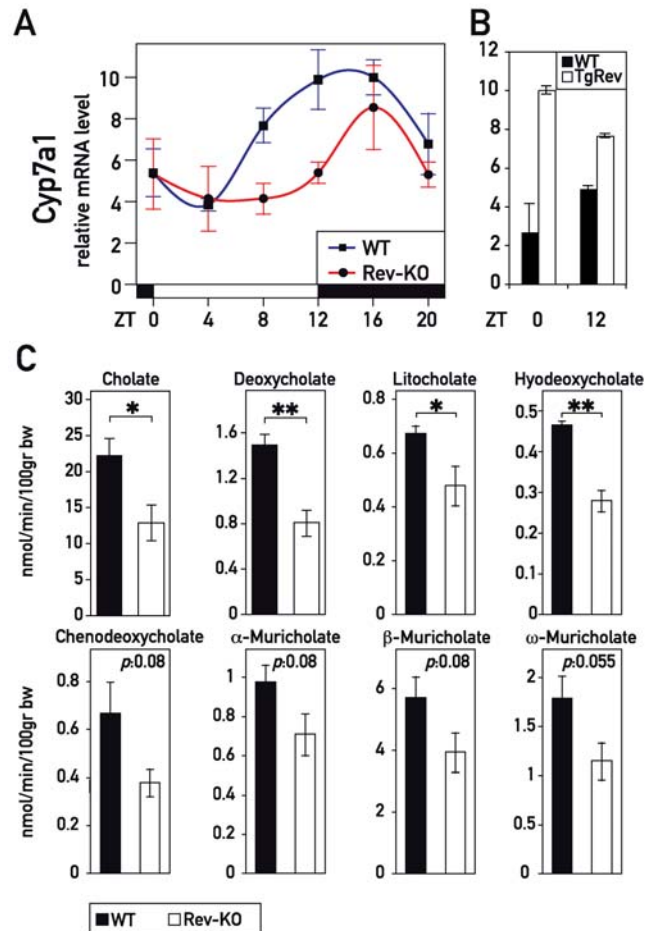 A
Cyp7a1
relative mRNA level
10
8
6
4
2
0
WT
Rev-KO
ZT 0 4 8 12 16 20
B
12
10
8
6
4
2
0
WT
TgRev
ZT 0 12
C
nmol/min/100gr bw
Cholate
30
25
20
15
10
5
0
*
Deoxycholate
1.6
1.2
0.8
0.4
0
**
Litocholate
0.8
0.6
0.4
0.2
0
*
Hyodeoxycholate
0.5
0.4
0.3
0.2
0.1
0
**
nmol/min/100gr bw
Chenodeoxycholate
p:0.08
0.8
0.6
0.4
0.2
0
α-Muricholate
p:0.08
1
0.8
0.6
0.4
0.2
0
β-Muricholate
p:0.08
6
4
2
0
ω-Muricholate
p:0.055
2
1.5
1
0.5
0
WT Rev-KO